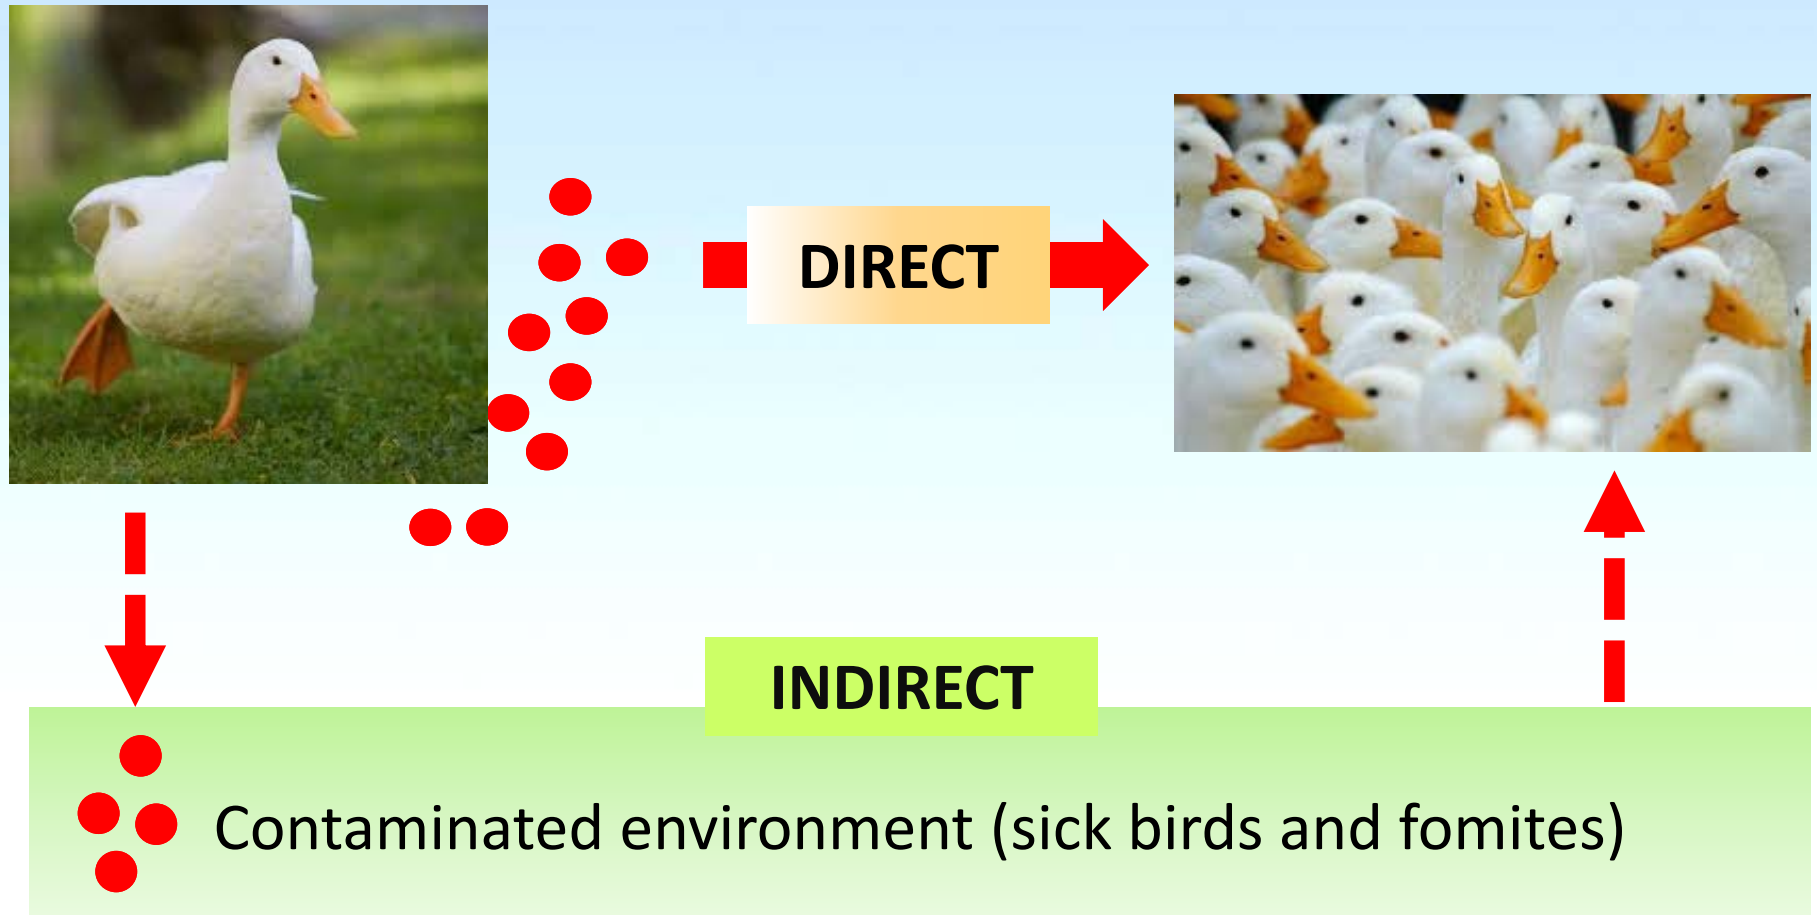 DIRECT
INDIRECT
Contaminated environment (sick birds and fomites)